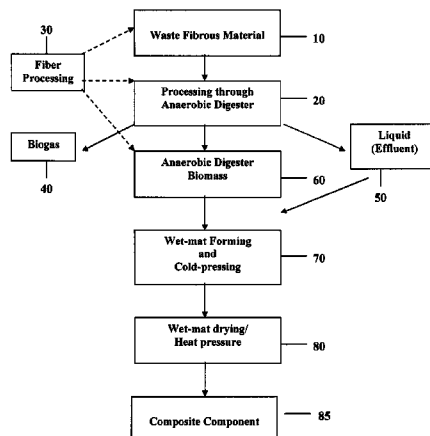 30
Waste Fibrous Material
10
Fiber
Processing
Processing through
Anaerobic Digester
20
Biogas
40
Liquid
(Effluent)
50
Anaerobic Digester
Biomass
60
Wet-mat Forming
and
Cold-pressing
70
Wet-mat drying/
Heat pressure
80
Composite Component
85